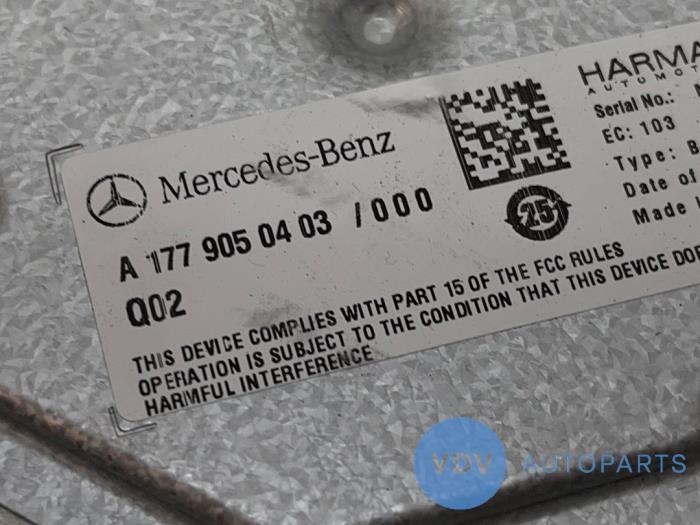 Mercedes-Benz
A 177 905 04 03 /000
Q02
THIS DEVICE COMPLIES WITH PART 15 OF THE FCC RULES
OPERATION IS SUBJECT TO THE CONDITION THAT THIS DEVICE DOE
HARMFUL INTERFERENCE
25
HARMA
AUTOMOT
Serial No.:
EC: 103
Type: B
Date of
Made
VDV AUTOPARTS